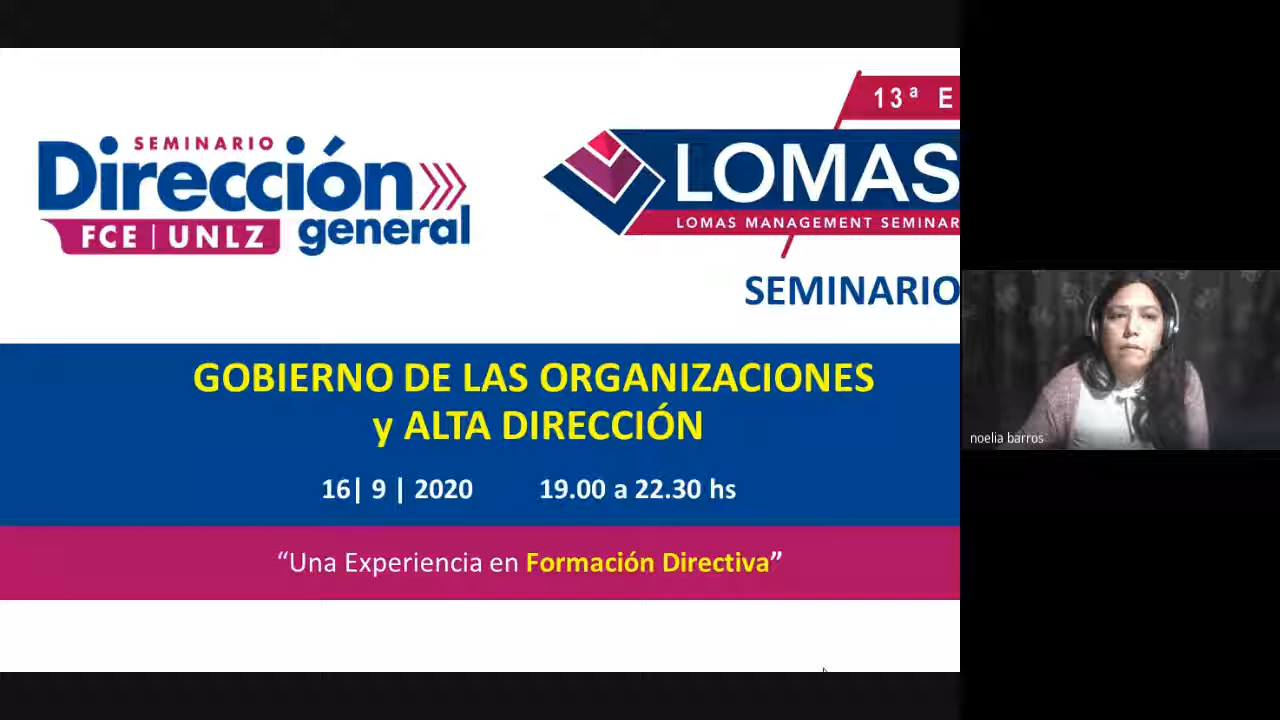 SEMINARIO
Dirección
general
FCE | UNLZ
13ª E
LOMAS
LOMAS MANAGEMENT SEMINAR
SEMINARIO
GOBIERNO DE LAS ORGANIZACIONES
y ALTA DIRECCIÓN
16| 9 | 2020 19.00 a 22.30 hs
“Una Experiencia en Formación Directiva”
noelia barros